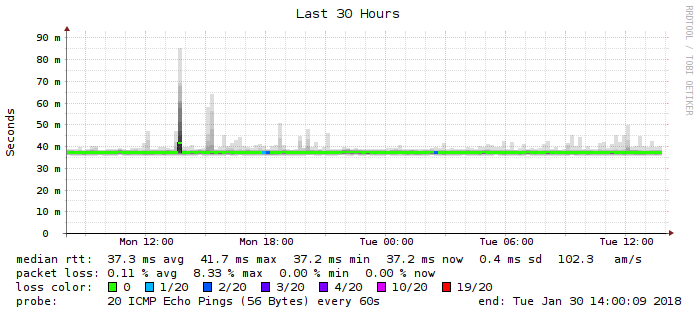 Last 30 Hours
RRDTOOL / TOBI OETIKER
Seconds
90 m
80 m
70 m
60 m
50 m
40 m
30 m
20 m
10 m
0
Mon 12:00 Mon 18:00 Tue 00:00 Tue 06:00 Tue 12:00
median rtt: 37.3 ms avg 41.7 ms max 37.2 ms min 37.2 ms now 0.4 ms sd 102.3 am/s
packet loss: 0.11 % avg 8.33 % max 0.00 % min 0.00 % now
loss color: 0 1/20 2/20 3/20 4/20 10/20 19/20
probe: 20 ICMP Echo Pings (56 Bytes) every 60s end: Tue Jan 30 14:00:09 2018